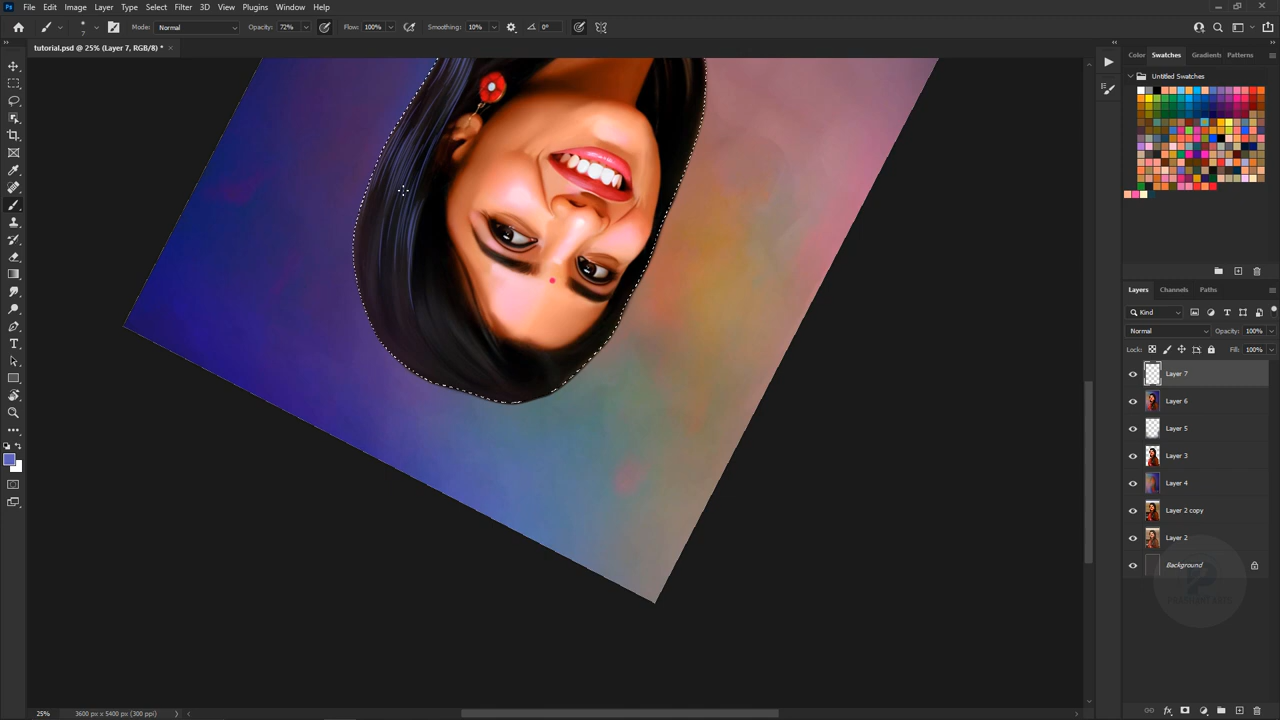 Ps File Edit Image Layer Type Select Filter 3D View Plugins Window Help
7 Mode: Normal Opacity: 72% Flow: 100% Smoothing: 10% 0°
tutorial.psd @ 25% (Layer 7, RGB/8) * ×
Color Swatches Gradients Patterns
Untitled Swatches
Layers Channels Paths
Kind
Normal Opacity: 100%
Lock: Fill: 100%
Layer 7
Layer 6
Layer 5
Layer 3
Layer 4
Layer 2 copy
Layer 2
Background
25% 3600 px x 5400 px (300 ppi)